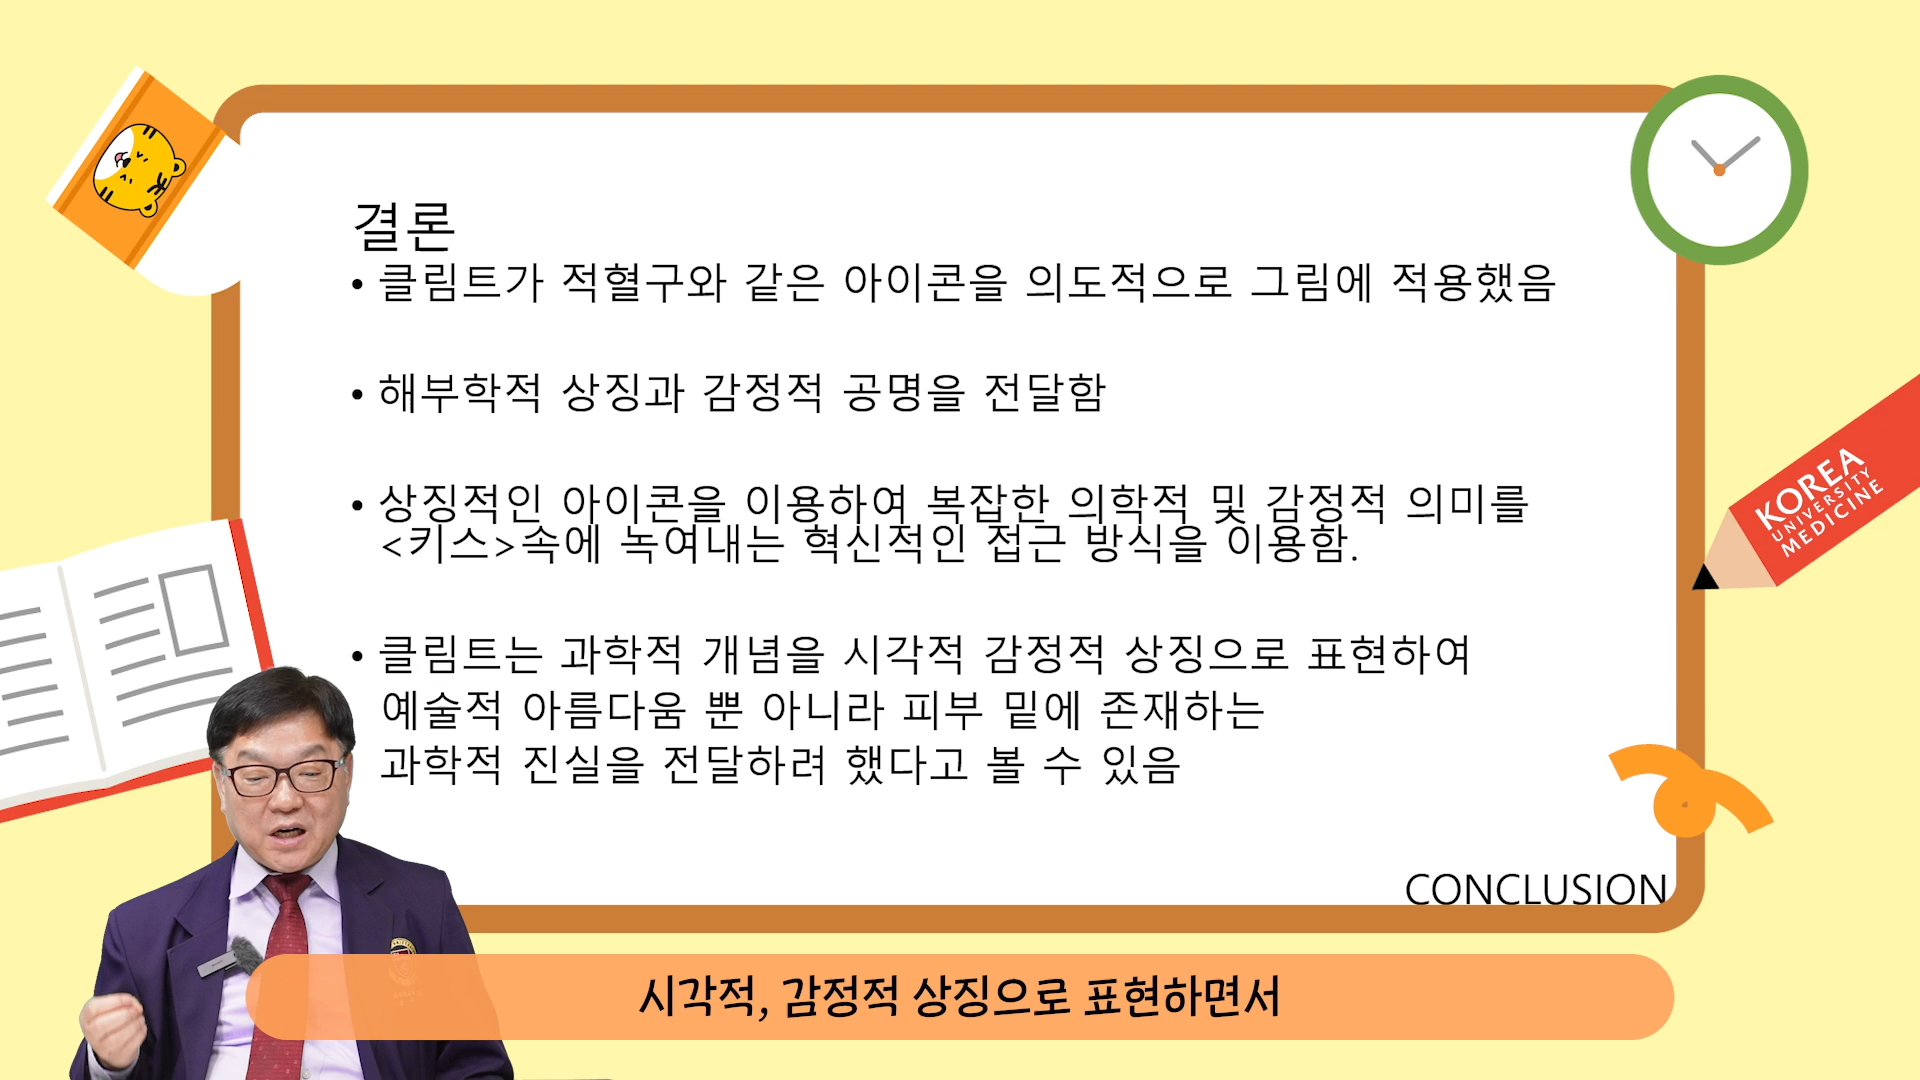 결론
• 클림트가 적혈구와 같은 아이콘을 의도적으로 그림에 적용했음
• 해부학적 상징과 감정적 공명을 전달함
• 상징적인 아이콘을 이용하여 복잡한 의학적 및 감정적 의미를
<키스>속에 녹여내는 혁신적인 접근 방식을 이용함.
• 클림트는 과학적 개념을 시각적 감정적 상징으로 표현하여
예술적 아름다움 뿐 아니라 피부 밑에 존재하는
과학적 진실을 전달하려 했다고 볼 수 있음
KOREA
UNIVERSITY
MEDICINE
CONCLUSION
시각적, 감정적 상징으로 표현하면서